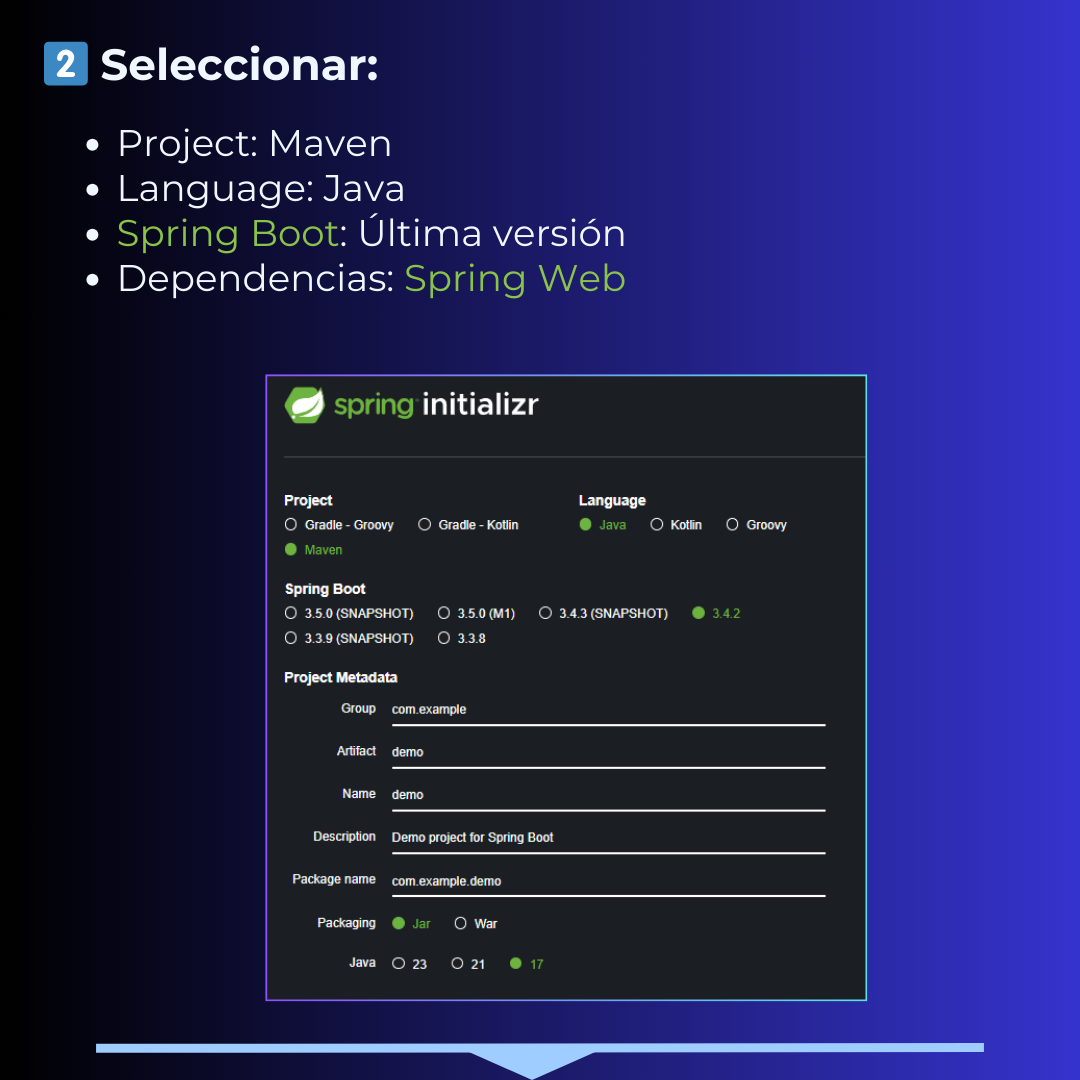 2 Seleccionar:
• Project: Maven
• Language: Java
• Spring Boot: Última versión
• Dependencias: Spring Web
spring initializr
Project
Gradle - Groovy Gradle - Kotlin
Maven
Language
Java Kotlin Groovy
Spring Boot
3.5.0 (SNAPSHOT) 3.5.0 (M1) 3.4.3 (SNAPSHOT) 3.4.2
3.3.9 (SNAPSHOT) 3.3.8
Project Metadata
Group com.example
Artifact demo
Name demo
Description Demo project for Spring Boot
Package name com.example.demo
Packaging Jar War
Java 23 21 17